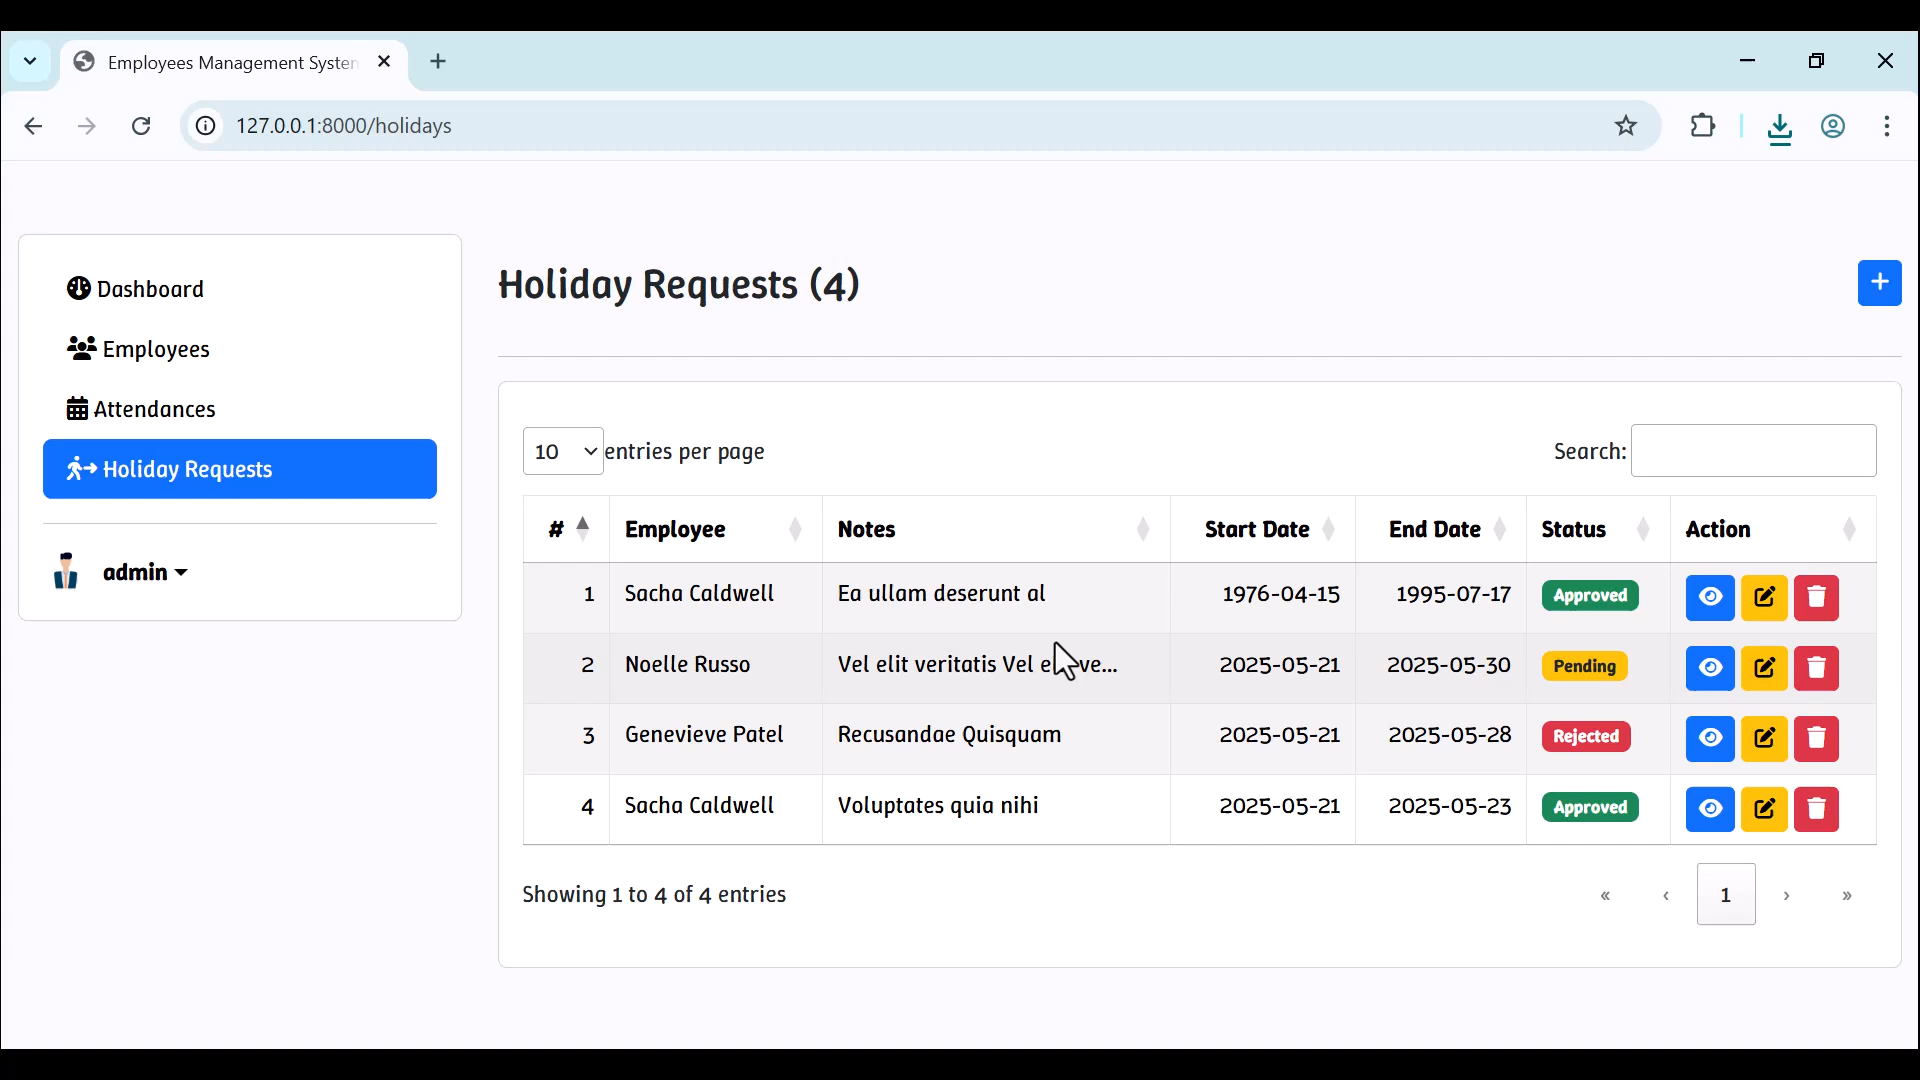 Employees Management System
127.0.0.1:8000/holidays
Dashboard
Employees
Attendances
Holiday Requests
admin
Holiday Requests (4)
10 entries per page
Search:
# Employee Notes Start Date End Date Status Action
1 Sacha Caldwell Ea ullam deserunt al 1976-04-15 1995-07-17 Approved
2 Noelle Russo Vel elit veritatis Vel ve... 2025-05-21 2025-05-30 Pending
3 Genevieve Patel Recusandae Quisquam 2025-05-21 2025-05-28 Rejected
4 Sacha Caldwell Voluptates quia nihi 2025-05-21 2025-05-23 Approved
Showing 1 to 4 of 4 entries
« ‹ 1 › »